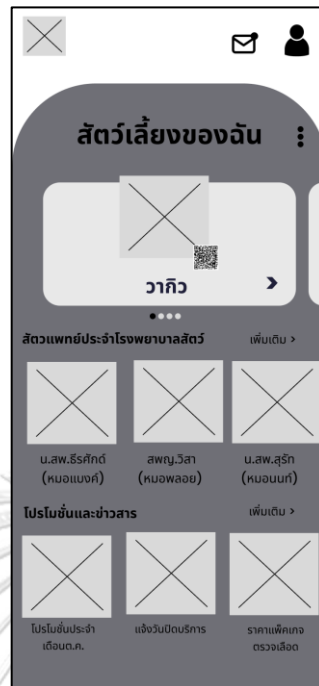 สัตว์เลี้ยงของฉัน
วากิว
สัตวแพทย์ประจำโรงพยาบาลสัตว์ เพิ่มเติม >
น.สพ.ธีรศักด์ สพญ.วิสา น.สพ.สุรัท
(หมอแบงค์) (หมอพลอย) (หมอนนท์)
โปรโมชั่นและข่าวสาร เพิ่มเติม >
โปรโมชั่นประจำ แจ้งวันปิดบริการ ราคาแพ็คเกจ
เดือนต.ค. ตรวจเลือด